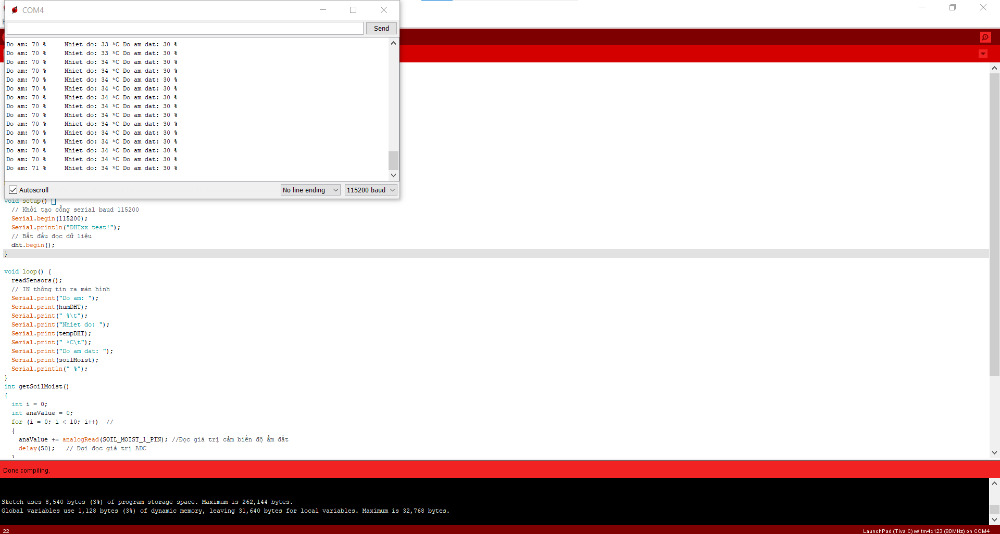 COM4
Send
Do am: 70 %     Nhiet do: 33 *C Do am dat: 30 %
Do am: 70 %     Nhiet do: 33 *C Do am dat: 30 %
Do am: 70 %     Nhiet do: 34 *C Do am dat: 30 %
Do am: 70 %     Nhiet do: 34 *C Do am dat: 30 %
Do am: 70 %     Nhiet do: 34 *C Do am dat: 30 %
Do am: 70 %     Nhiet do: 34 *C Do am dat: 30 %
Do am: 70 %     Nhiet do: 34 *C Do am dat: 30 %
Do am: 70 %     Nhiet do: 34 *C Do am dat: 30 %
Do am: 70 %     Nhiet do: 34 *C Do am dat: 30 %
Do am: 70 %     Nhiet do: 34 *C Do am dat: 30 %
Do am: 70 %     Nhiet do: 34 *C Do am dat: 30 %
Do am: 70 %     Nhiet do: 34 *C Do am dat: 30 %
Do am: 70 %     Nhiet do: 34 *C Do am dat: 30 %
Do am: 70 %     Nhiet do: 34 *C Do am dat: 30 %
Do am: 71 %     Nhiet do: 34 *C Do am dat: 30 %
Autoscroll No line ending 115200 baud
void setup()
  // Khởi tạo cổng serial baud 115200
  Serial.begin(115200);
  Serial.println("DHTxx test!");
  // Bắt đầu đọc dữ liệu
  dht.begin();
}
void loop() {
  readSensors();
  // IN thông tin ra màn hình
  Serial.print("Do am: ");
  Serial.print(humDHT);
  Serial.print(" %\t");
  Serial.print("Nhiet do: ");
  Serial.print(tempDHT);
  Serial.print(" *C\t");
  Serial.print("Do am dat: ");
  Serial.print(soilMoist);
  Serial.println(" %");
}
int getSoilMoist()
{
  int i = 0;
  int anaValue = 0;
  for (i = 0; i < 10; i++)  //
  {
    anaValue += analogRead(SOIL_MOIST_1_PIN); //Đọc giá trị cảm biến độ ẩm đất
    delay(50);   // Đợi đọc giá trị ADC
  }
Done compiling.
Sketch uses 8,540 bytes (3%) of program storage space. Maximum is 262,144 bytes.
Global variables use 1,128 bytes (3%) of dynamic memory, leaving 31,640 bytes for local variables. Maximum is 32,768 bytes.
22 LaunchPad (Tiva C) w/ tm4c123 (80MHz) on COM4